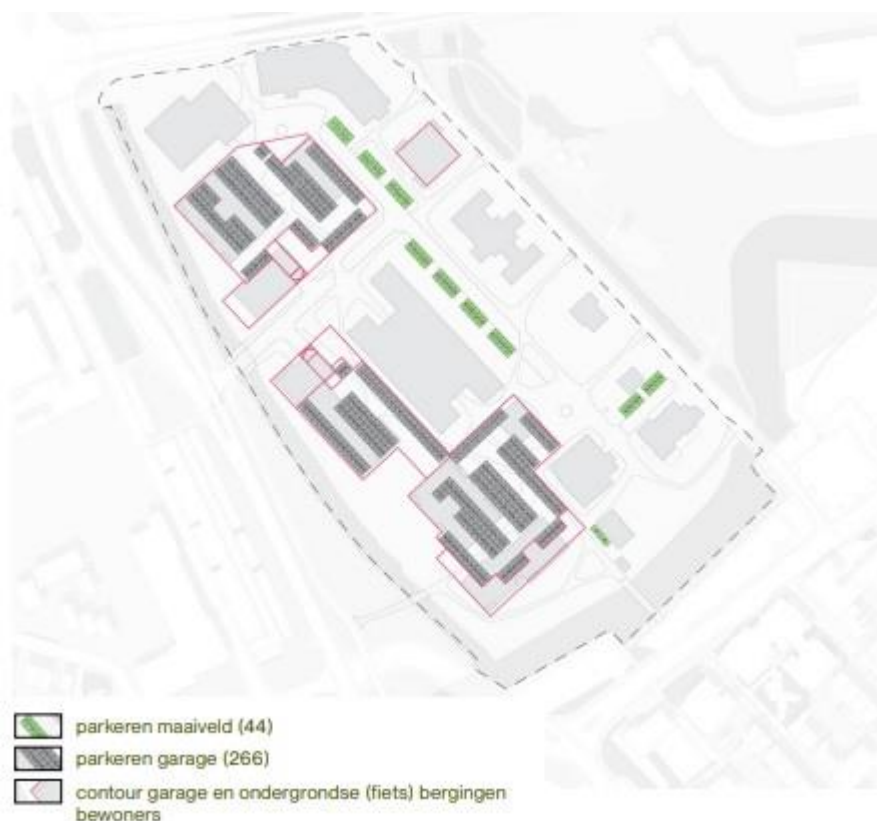 parkeren maaiveld (44)
parkeren garage (266)
contour garage en ondergrondse (fiets) bergingen
bewoners